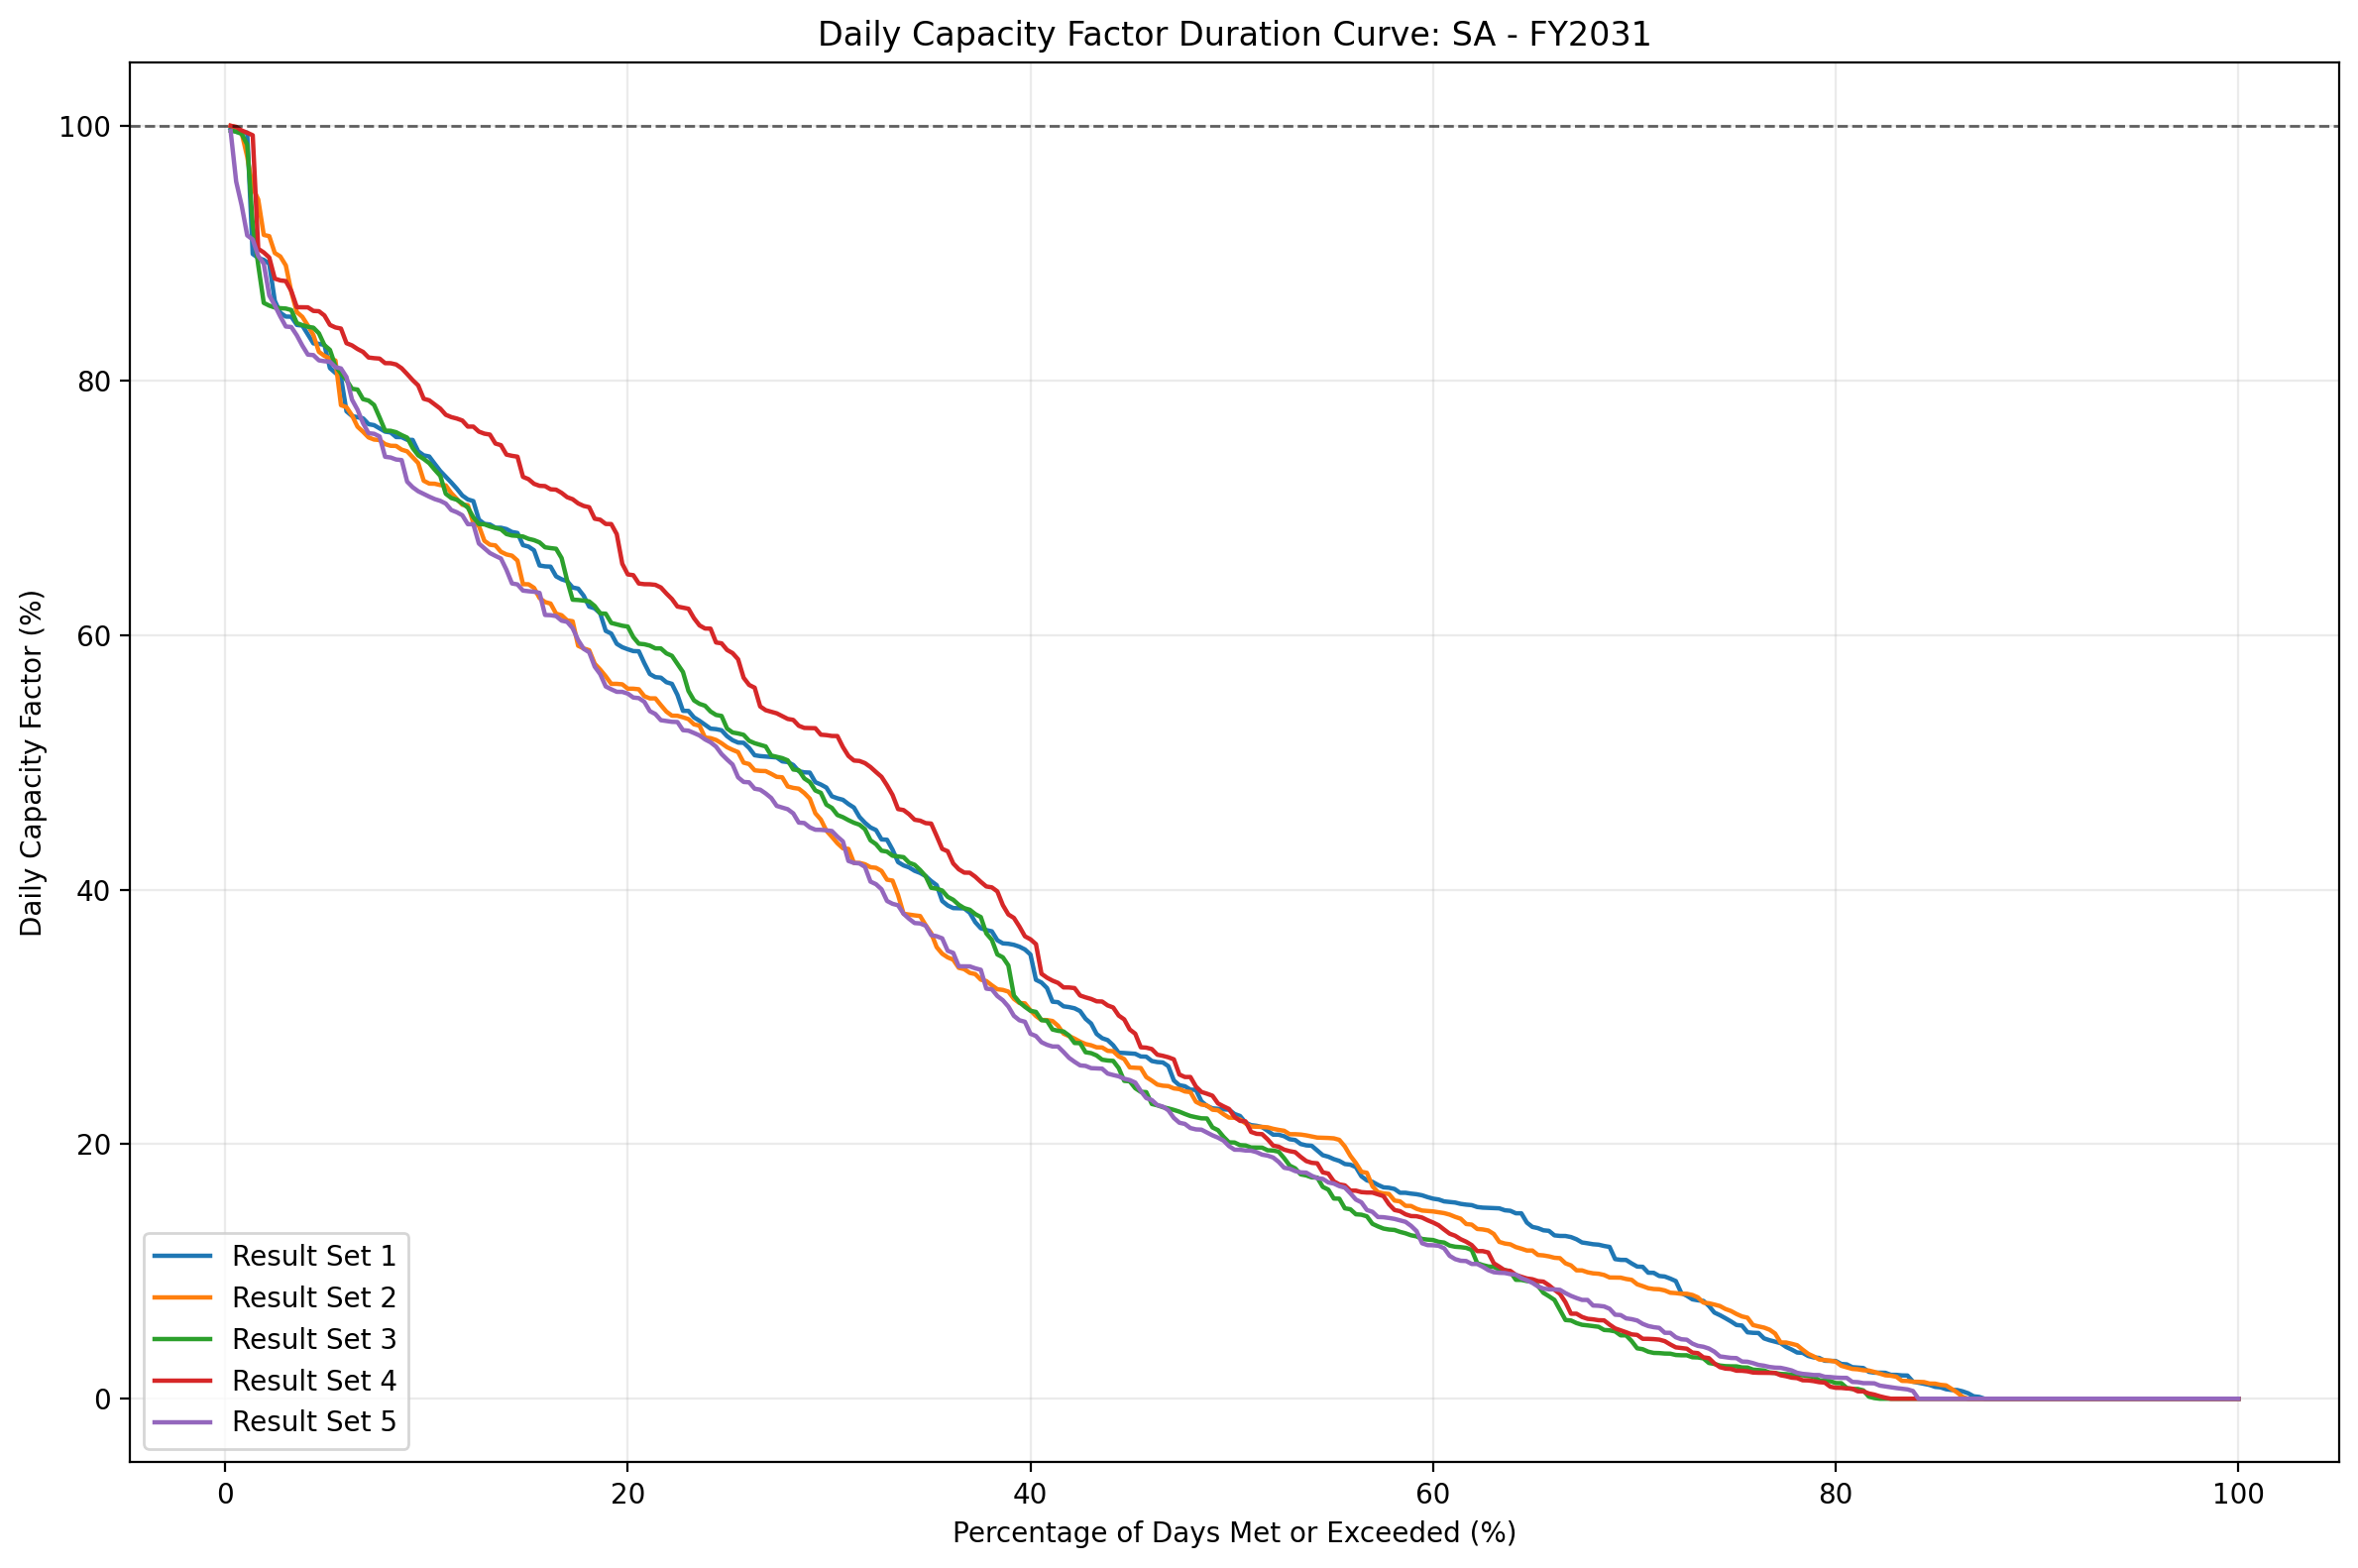 Daily Capacity Factor Duration Curve: SA - FY2031
Daily Capacity Factor (%)
100
80
60
40
20
0
Result Set 1
Result Set 2
Result Set 3
Result Set 4
Result Set 5
0 20 40 60 80 100
Percentage of Days Met or Exceeded (%)